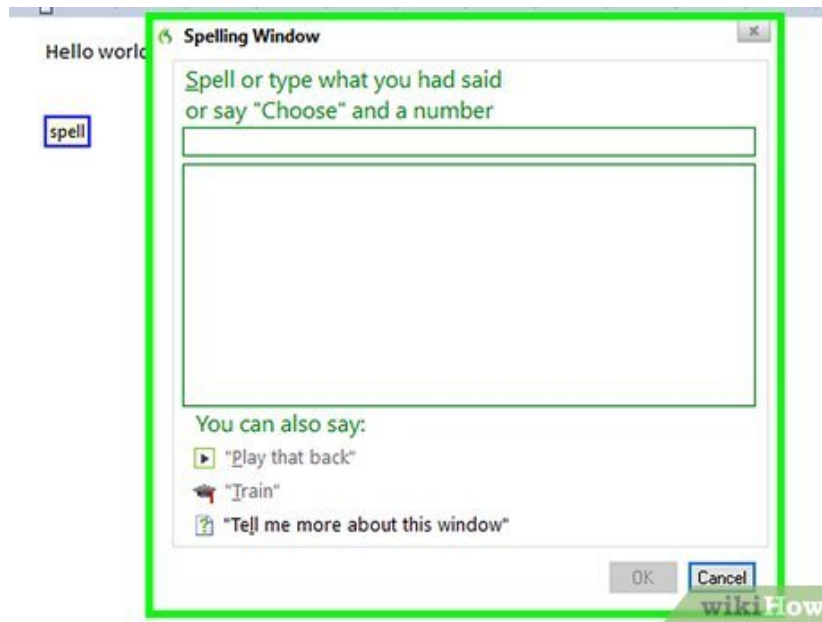 Spelling Window
Hello world
Spell or type what you had said
or say "Choose" and a number
spell
You can also say:
"Play that back"
"Train"
"Tell me more about this window"
OK
Cancel
wikiHow